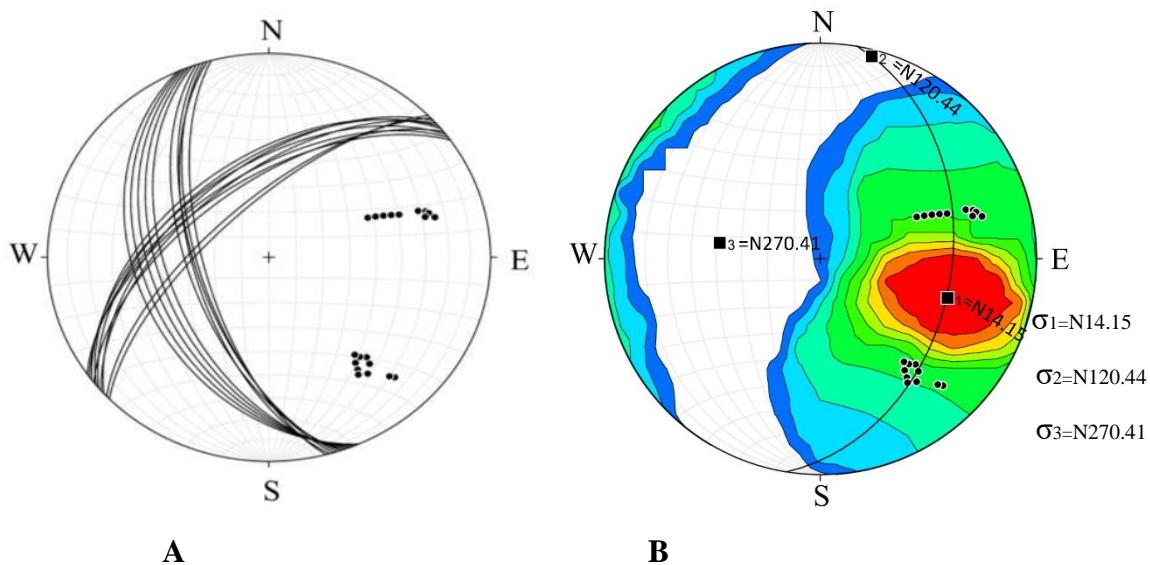 N
W
E
S
A
N
2 =N120.44
3 =N270.41
E
1 =N14.15
σ1=N14.15
σ2=N120.44
σ3=N270.41
S
B